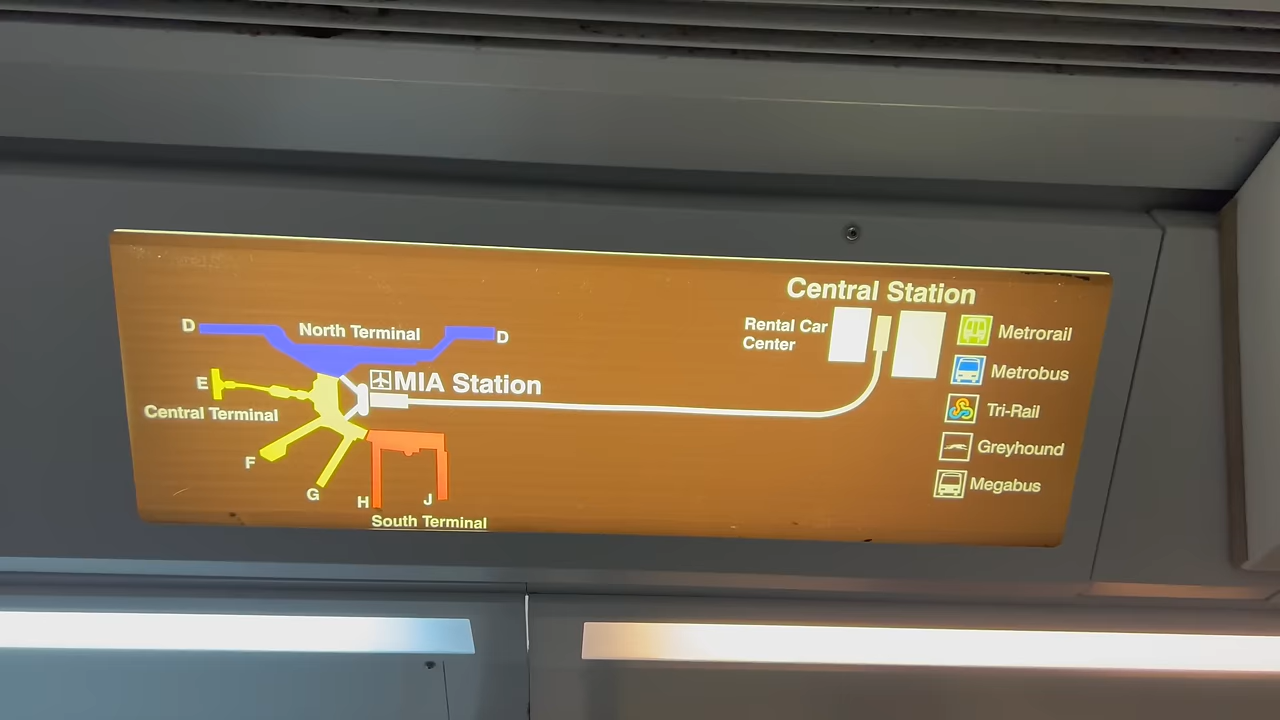 Central Station
Rental Car
Center
Metrorail
Metrobus
Tri-Rail
Greyhound
Megabus
D
North Terminal
D
E
MIA Station
Central Terminal
F
G
H
J
South Terminal